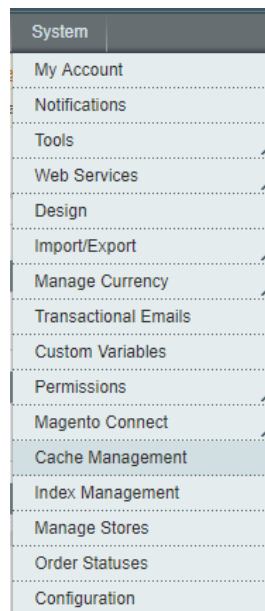 System
My Account
Notifications
Tools
Web Services
Design
Import/Export
Manage Currency
Transactional Emails
Custom Variables
Permissions
Magento Connect
Cache Management
Index Management
Manage Stores
Order Statuses
Configuration